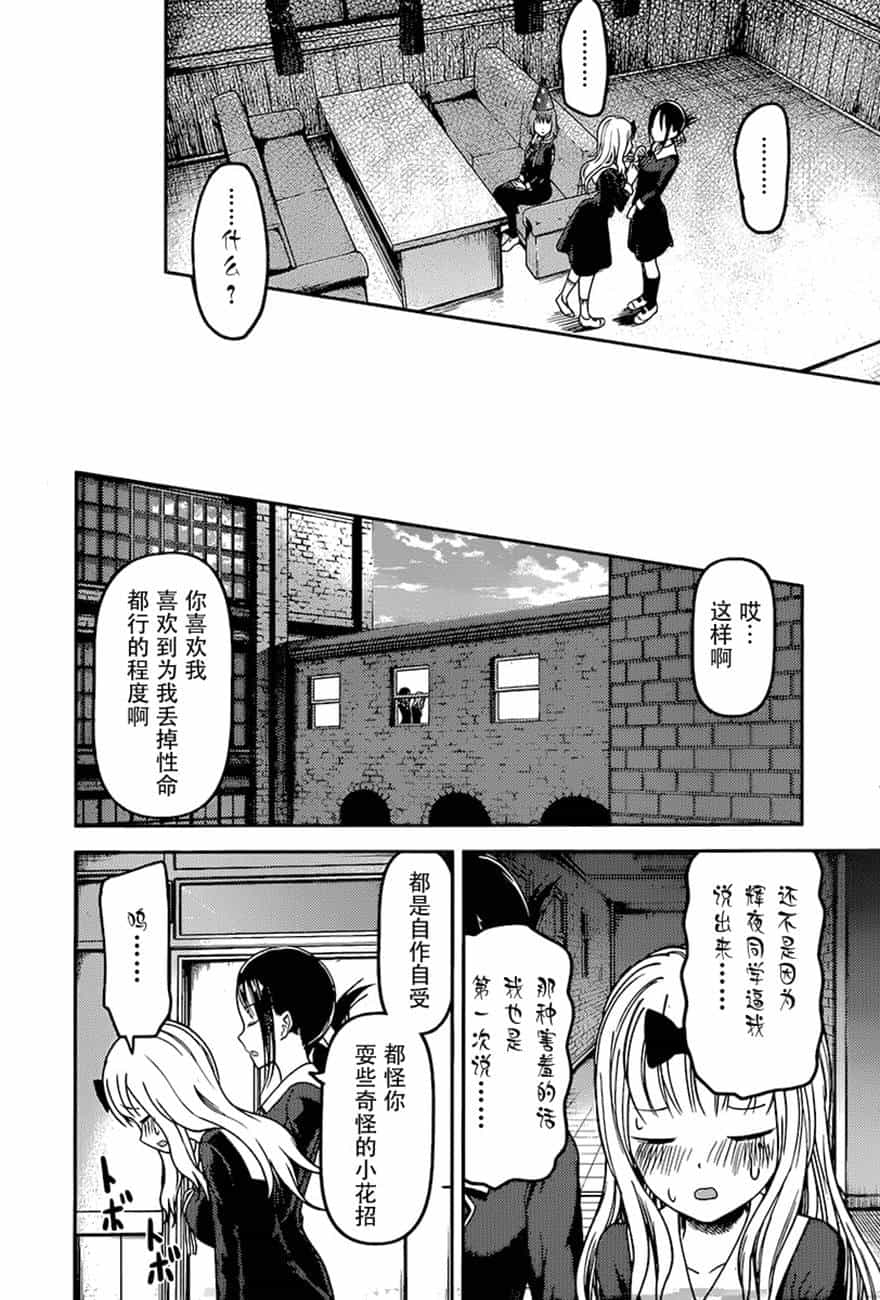 ………
………
……什么？
哎…
这样啊
你喜欢我
喜欢到为我丢掉性命
都行的程度啊
还不是因为
辉夜同学逼我
说出来……
那种害羞的话
我也是
第一次说……
都是自作自受
都怪你
耍些奇怪的小花招
呜……
トボ
トボ